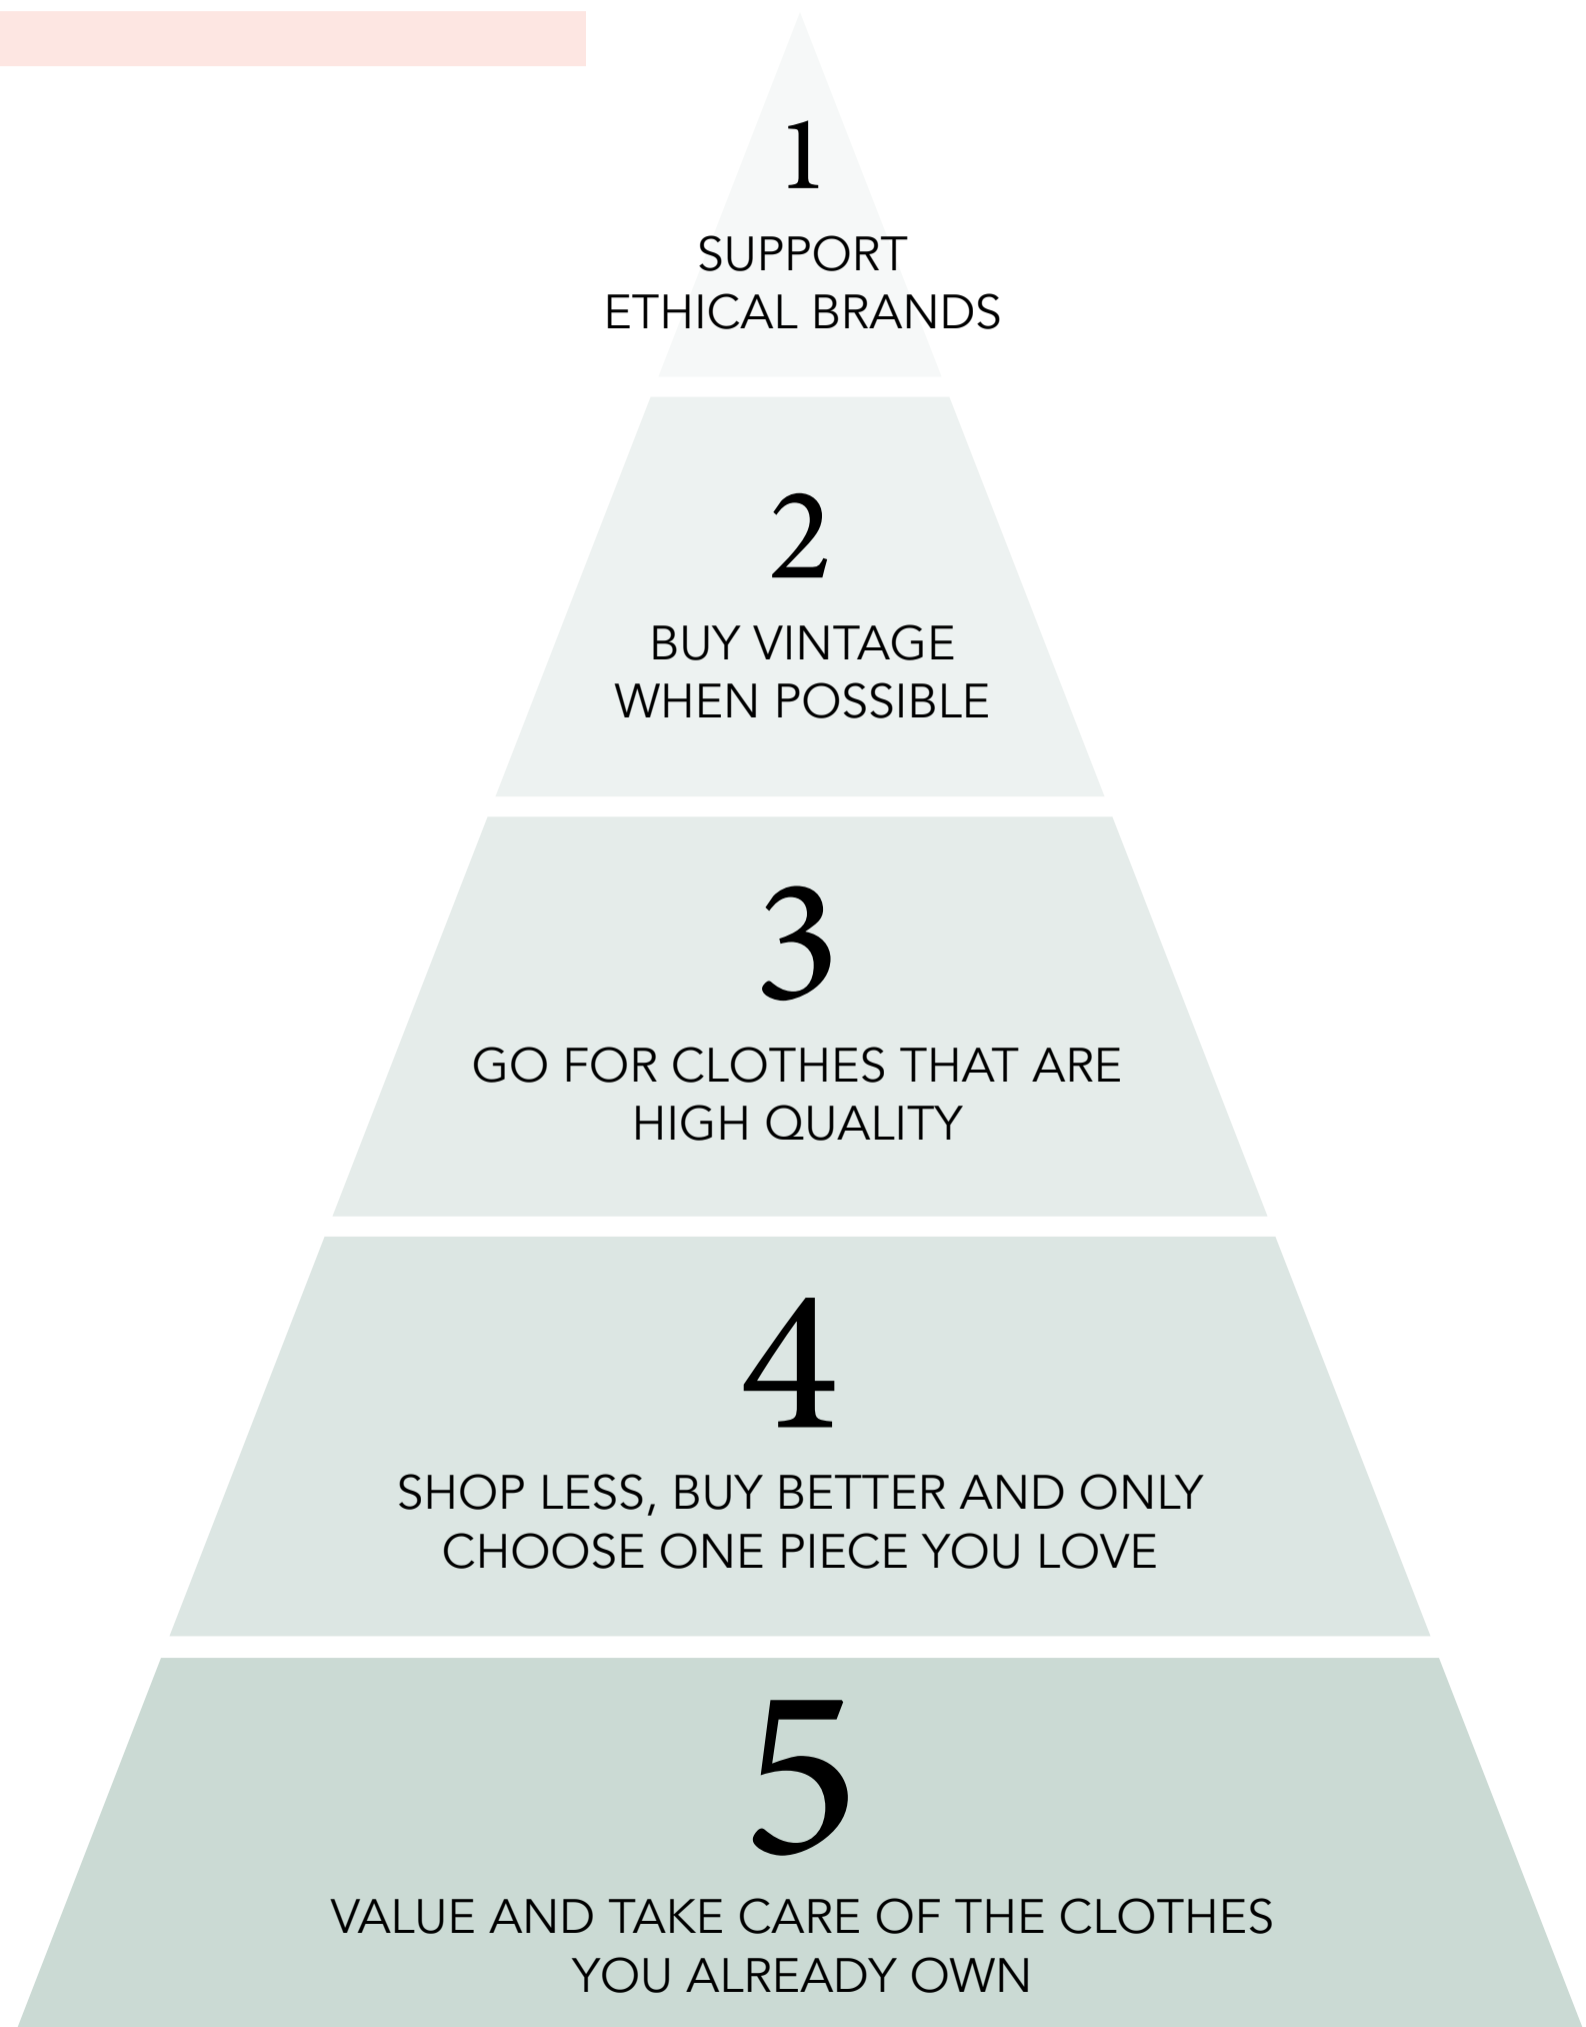 1
SUPPORT
ETHICAL BRANDS
2
BUY VINTAGE
WHEN POSSIBLE
3
GO FOR CLOTHES THAT ARE
HIGH QUALITY
4
SHOP LESS, BUY BETTER AND ONLY
CHOOSE ONE PIECE YOU LOVE
5
VALUE AND TAKE CARE OF THE CLOTHES
YOU ALREADY OWN